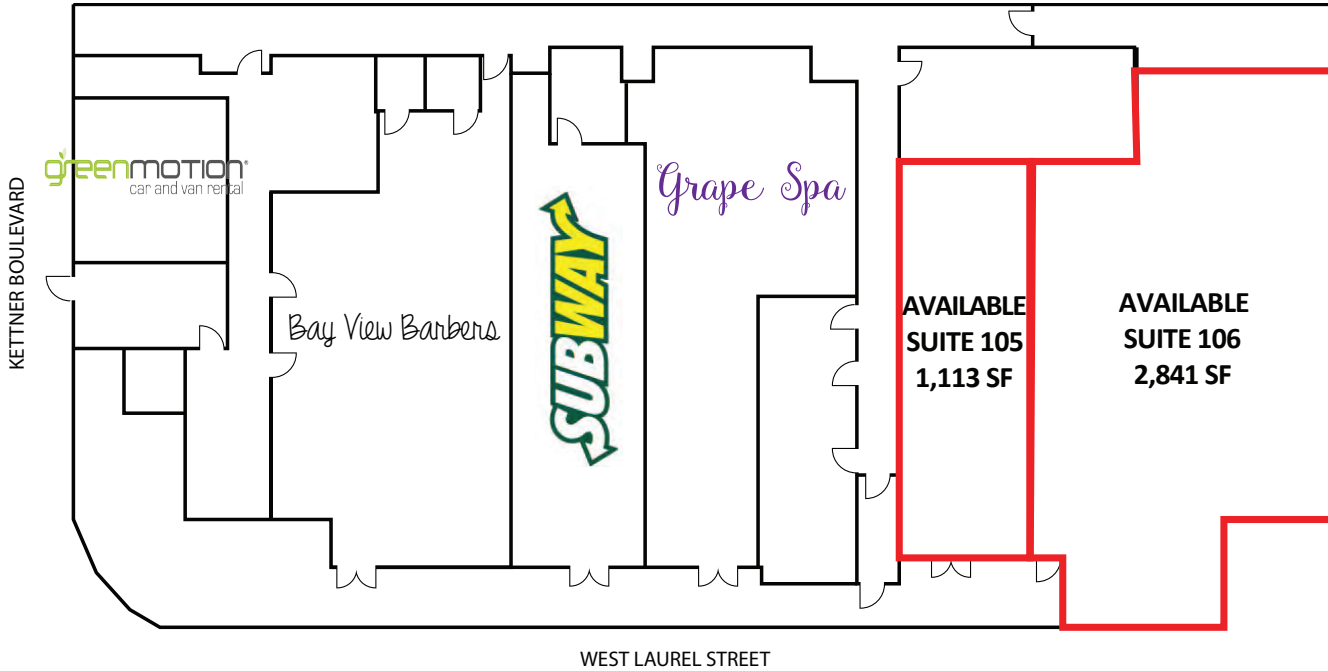 KETTNER BOULEVARD
greenmotion®
car and van rental
Bay View Barbers
SUBWAY
Grape Spa
AVAILABLE
SUITE 105
1,113 SF
AVAILABLE
SUITE 106
2,841 SF
WEST LAUREL STREET